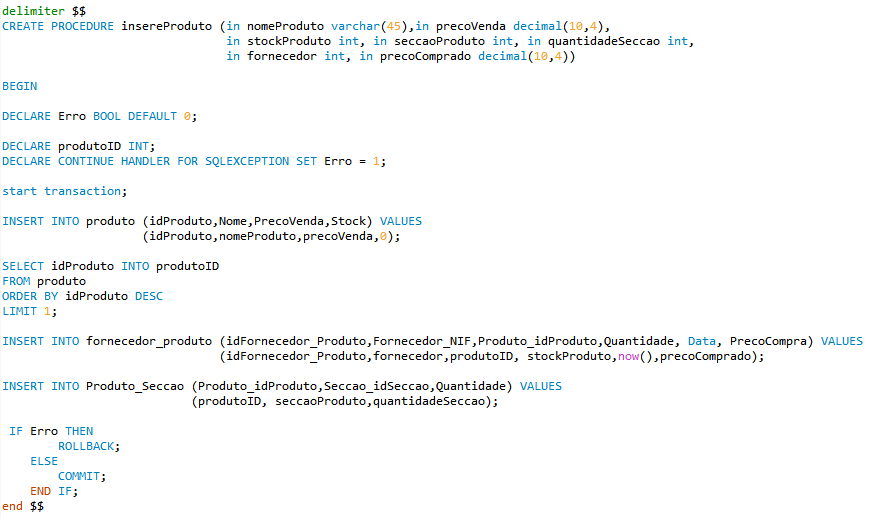 delimiter $$
CREATE PROCEDURE insereProduto (in nomeProduto varchar(45),in precoVenda decimal(10,4),
in stockProduto int, in seccaoProduto int, in quantidadeSeccao int,
in fornecedor int, in precoComprado decimal(10,4))
BEGIN
DECLARE Erro BOOL DEFAULT 0;
DECLARE produtoID INT;
DECLARE CONTINUE HANDLER FOR SQLEXCEPTION SET Erro = 1;
start transaction;
INSERT INTO produto (idProduto,Nome,PrecoVenda,Stock) VALUES
(idProduto,nomeProduto,precoVenda,0);
SELECT idProduto INTO produtoID
FROM produto
ORDER BY idProduto DESC
LIMIT 1;
INSERT INTO fornecedor_produto (idFornecedor_Produto,Fornecedor_NIF,Produto_idProduto,Quantidade, Data, PrecoCompra) VALUES
(idFornecedor_Produto,fornecedor,produtoID, stockProduto,now(),precoComprado);
INSERT INTO Produto_Seccao (Produto_idProduto,Seccao_idSeccao,Quantidade) VALUES
(produtoID, seccaoProduto,quantidadeSeccao);
IF Erro THEN
ROLLBACK;
ELSE
COMMIT;
END IF;
end $$